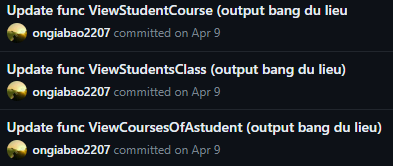 Update func ViewStudentCourse (output bang du lieu
ongiabao2207 committed on Apr 9
Update func ViewStudentsClass (output bang du lieu)
ongiabao2207 committed on Apr 9
Update func ViewCoursesOfAstudent (output bang du lieu)
ongiabao2207 committed on Apr 9